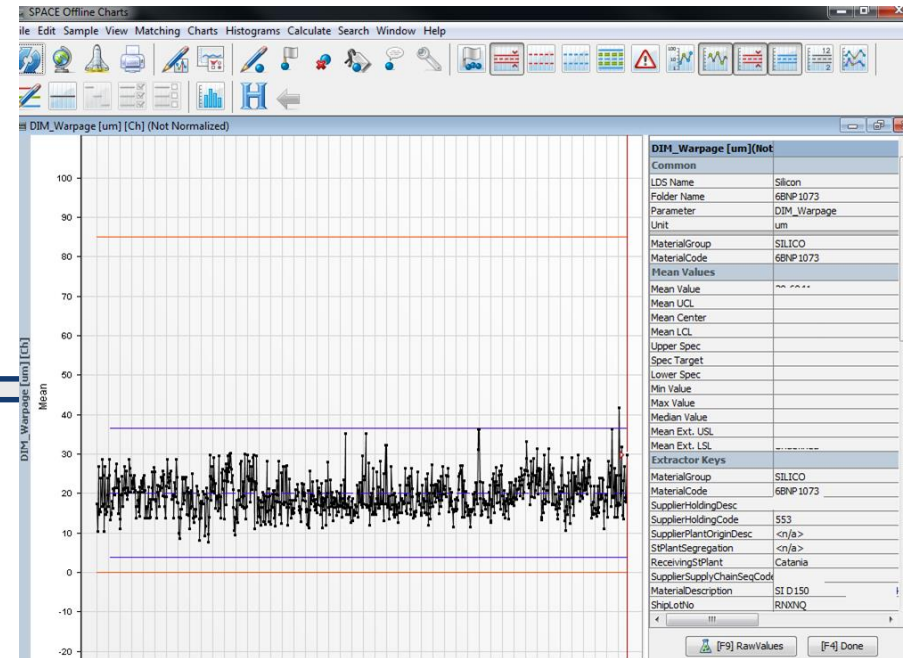 SPACE Offline Charts
ile Edit Sample View Matching Charts Histograms Calculate Search Window Help
DIM_Warpage [um] [Ch] (Not Normalized)
DIM_Warpage [um] [Ch]
Mean
100
90
80
70
60
50
40
30
20
10
0
-10
-20
DIM_Warpage [um](Not
Common
LDS Name Silicon
Folder Name 6BNP1073
Parameter DIM_Warpage
Unit um
MaterialGroup SILICO
MaterialCode 6BNP1073
Mean Values
Mean Value
Mean UCL
Mean Center
Mean LCL
Upper Spec
Spec Target
Lower Spec
Min Value
Max Value
Median Value
Mean Ext. USL
Mean Ext. LSL
Extractor Keys
MaterialGroup SILICO
MaterialCode 6BNP1073
SupplierHoldingDesc
SupplierHoldingCode 553
SupplierPlantOriginDesc <n/a>
StPlantSegregation <n/a>
ReceivingStPlant Catania
SupplierSupplyChainSeqCode
MaterialDescription SI D150
ShipLotNo RNXNQ
[F9] RawValues [F4] Done